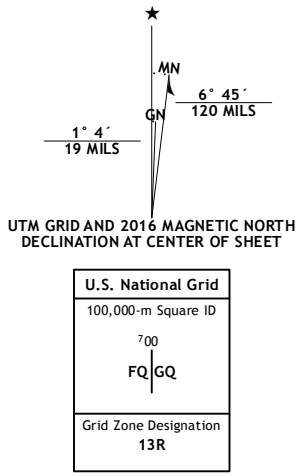 ★
MN
6° 45´
120 MILS
GN
1° 4´
19 MILS
UTM GRID AND 2016 MAGNETIC NORTH
DECLINATION AT CENTER OF SHEET
U.S. National Grid
100,000-m Square ID
⁷00
FQ GQ
Grid Zone Designation
13R